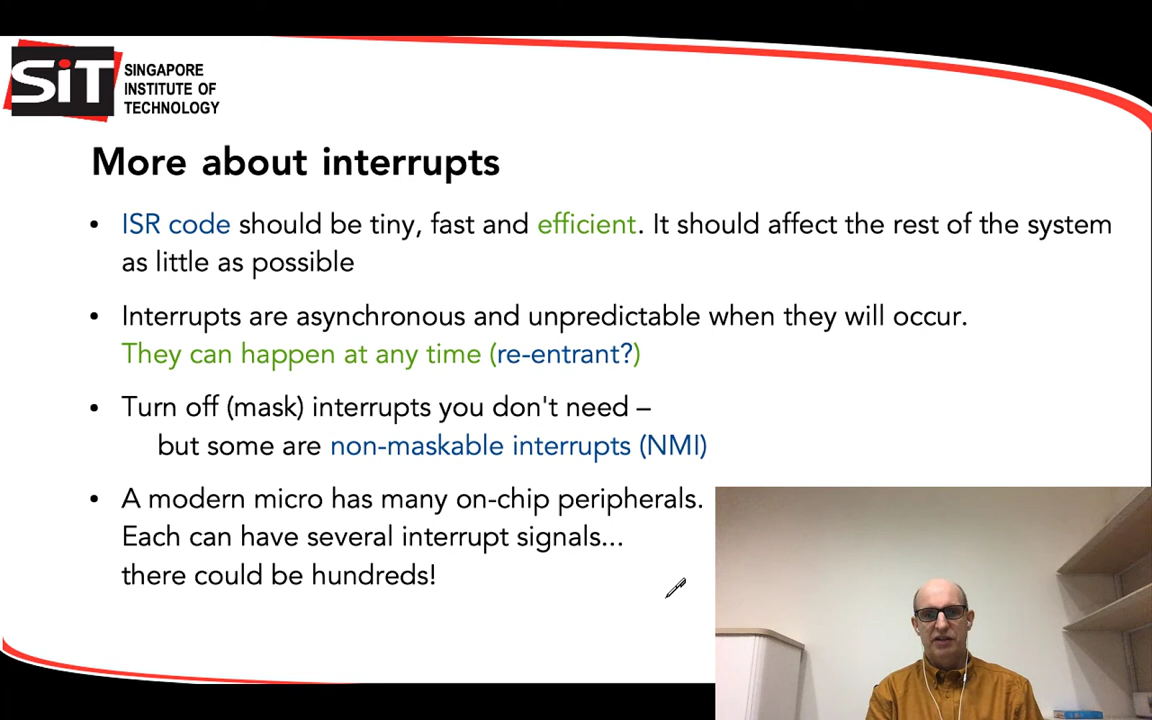 SiT
SINGAPORE
INSTITUTE OF
TECHNOLOGY
More about interrupts
• ISR code should be tiny, fast and efficient. It should affect the rest of the system
as little as possible
• Interrupts are asynchronous and unpredictable when they will occur.
They can happen at any time (re-entrant?)
• Turn off (mask) interrupts you don't need –
but some are non-maskable interrupts (NMI)
• A modern micro has many on-chip peripherals.
Each can have several interrupt signals...
there could be hundreds!